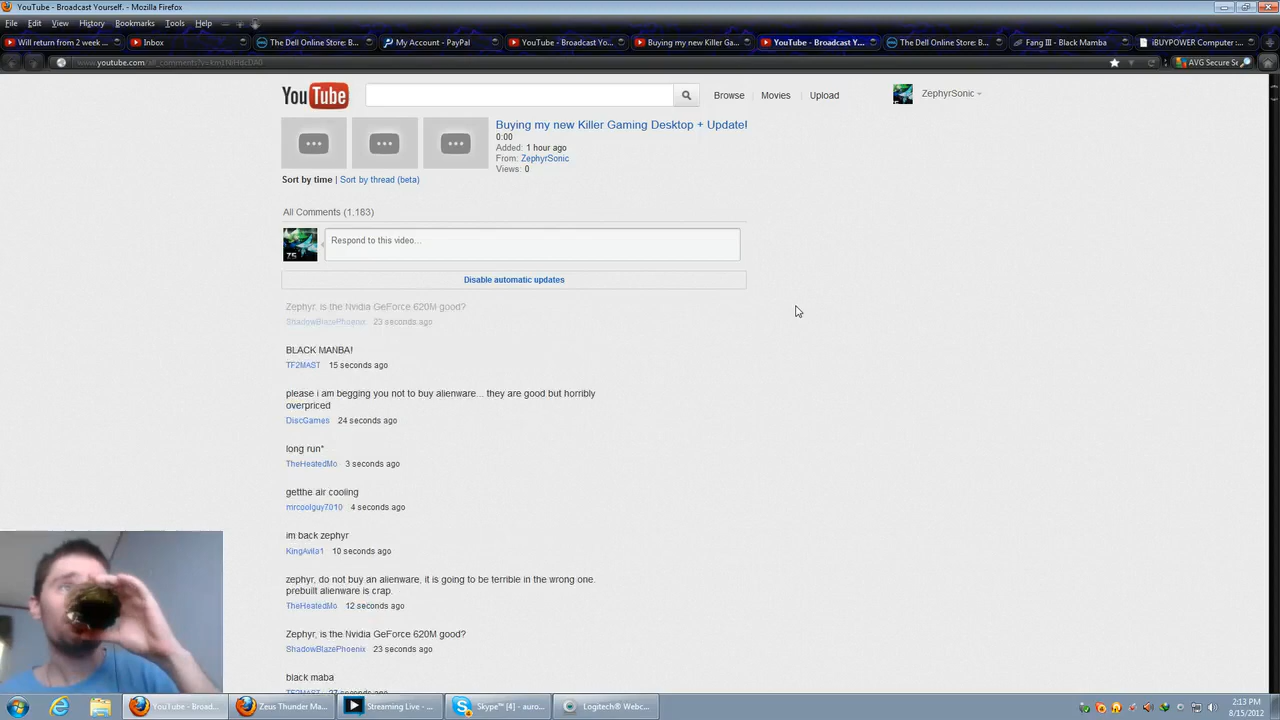 YouTube - Broadcast Yourself. - Mozilla Firefox
File Edit View History Bookmarks Tools Help
Will return from 2 week ...
Inbox
The Dell Online Store: B...
My Account - PayPal
YouTube - Broadcast Yo...
Buying my new Killer Ga...
YouTube - Broadcast Y...
The Dell Online Store: B...
Fang III - Black Mamba
iBUYPOWER Computer :...
AVG Secure Se
YouTube
Browse Movies Upload
ZephyrSonic
Buying my new Killer Gaming Desktop + Update!
0:00
Added: 1 hour ago
From: ZephyrSonic
Views: 0
Sort by time | Sort by thread (beta)
All Comments (1,183)
Respond to this video...
Disable automatic updates
Zephyr, is the Nvidia GeForce 620M good?
ShadowBlazePhoenix 23 seconds ago
BLACK MANBA!
TF2MAST 15 seconds ago
please i am begging you not to buy alienware... they are good but horribly
overpriced
DiscGames 24 seconds ago
long run*
TheHeatedMo 3 seconds ago
getthe air cooling
mrcoolguy7010 4 seconds ago
im back zephyr
KingAvila1 10 seconds ago
zephyr, do not buy an alienware, it is going to be terrible in the wrong one.
prebuilt alienware is crap.
TheHeatedMo 12 seconds ago
Zephyr, is the Nvidia GeForce 620M good?
ShadowBlazePhoenix 23 seconds ago
black maba
TF2MAST 27 seconds ago
YouTube - Broad...
Zeus Thunder Ma...
Streaming Live - ...
Skype™ [4] - auro...
Logitech® Webc...
2:13 PM
8/15/2012